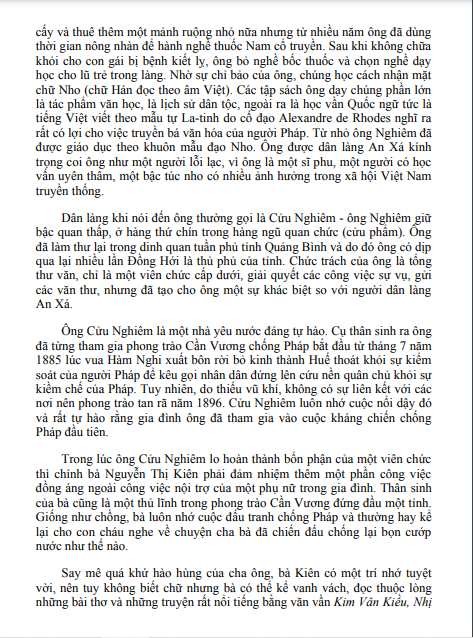 cấy và thuê thêm một mảnh ruộng nhỏ nữa nhưng từ nhiều năm ông đã dùng
thời gian nông nhàn để hành nghề thuốc Nam cổ truyền. Sau khi không chữa
khỏi cho con gái bị bệnh kiết lỵ, ông bỏ nghề bốc thuốc và chọn nghề dạy
học cho lũ trẻ trong làng. Nhờ sự chỉ bảo của ông, chúng học cách nhận mặt
chữ Nho (chữ Hán đọc theo âm Việt). Các tập sách ông dạy chúng phần lớn
là tác phẩm văn học, là lịch sử dân tộc, ngoài ra là học vần Quốc ngữ tức là
tiếng Việt viết theo mẫu tự La-tinh do cố đạo Alexandre de Rhodes nghĩ ra
rất có lợi cho việc truyền bá văn hóa của người Pháp. Từ nhỏ ông Nghiêm đã
được giáo dục theo khuôn mẫu đạo Nho. Ông được dân làng An Xá kính
trọng coi ông như một người lỗi lạc, vì ông là một sĩ phu, một người có học
vấn uyên thâm, một bậc túc nho có nhiều ảnh hưởng trong xã hội Việt Nam
truyền thống.
Dân làng khi nói đến ông thường gọi là Cửu Nghiêm - ông Nghiêm giữ
bậc quan thấp, ở hàng thứ chín trong hàng ngũ quan chức (cửu phẩm). Ông
đã làm thư lại trong dinh quan tuần phủ tỉnh Quảng Bình và do đó ông có dịp
qua lại nhiều lần Đồng Hới là thủ phủ của tỉnh. Chức trách của ông là tống
thư văn, chỉ là một viên chức cấp dưới, giải quyết các công việc sự vụ, gửi
các văn thư, nhưng đã tạo cho ông một sự khác biệt so với người dân làng
An Xá.
Ông Cửu Nghiêm là một nhà yêu nước đáng tự hào. Cụ thân sinh ra ông
đã từng tham gia phong trào Cần Vương chống Pháp bắt đầu từ tháng 7 năm
1885 lúc vua Hàm Nghi xuất bôn rời bỏ kinh thành Huế thoát khỏi sự kiểm
soát của người Pháp để kêu gọi nhân dân đứng lên cứu nền quân chủ khỏi sự
kiềm chế của Pháp. Tuy nhiên, do thiếu vũ khí, không có sự liên kết với các
nơi nên phong trào tan rã năm 1896. Cửu Nghiêm luôn nhớ cuộc nổi dậy đó
và rất tự hào rằng gia đình ông đã tham gia vào cuộc kháng chiến chống
Pháp đầu tiên.
Trong lúc ông Cửu Nghiêm lo hoàn thành bổn phận của một viên chức
thì chính bà Nguyễn Thị Kiên phải đảm nhiệm thêm một phần công việc
đồng áng ngoài công việc nội trợ của một phụ nữ trong gia đình. Thân sinh
của bà cũng là một thủ lĩnh trong phong trào Cần Vương đứng đầu một tỉnh.
Giống như chồng, bà luôn nhớ cuộc đấu tranh chống Pháp và thường hay kể
lại cho con cháu nghe về chuyện cha bà đã chiến đấu chống lại bọn cướp
nước như thế nào.
Say mê quá khứ hào hùng của cha ông, bà Kiên có một trí nhớ tuyệt
vời, nên tuy không biết chữ nhưng bà có thể kể vanh vách, đọc thuộc lòng
những bài thơ và những truyện rất nổi tiếng bằng văn vần Kim Vân Kiều, Nhị